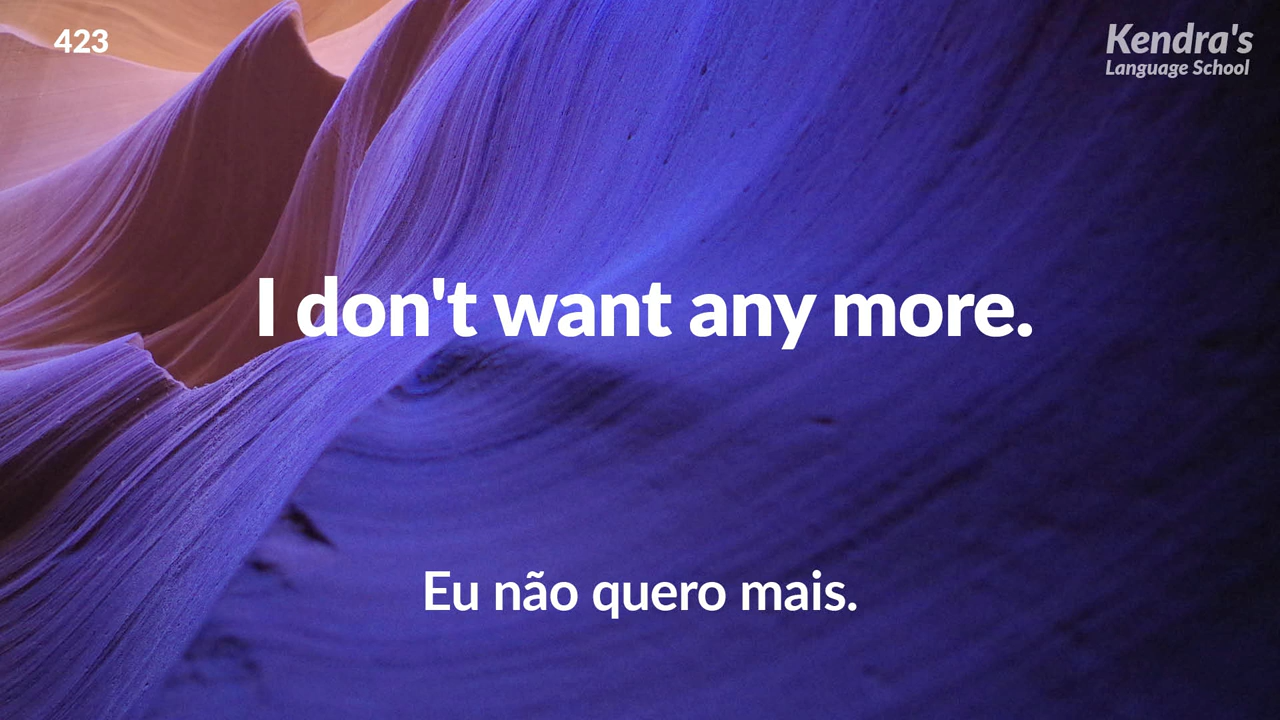 423
Kendra's
Language School
I don't want any more.
Eu não quero mais.